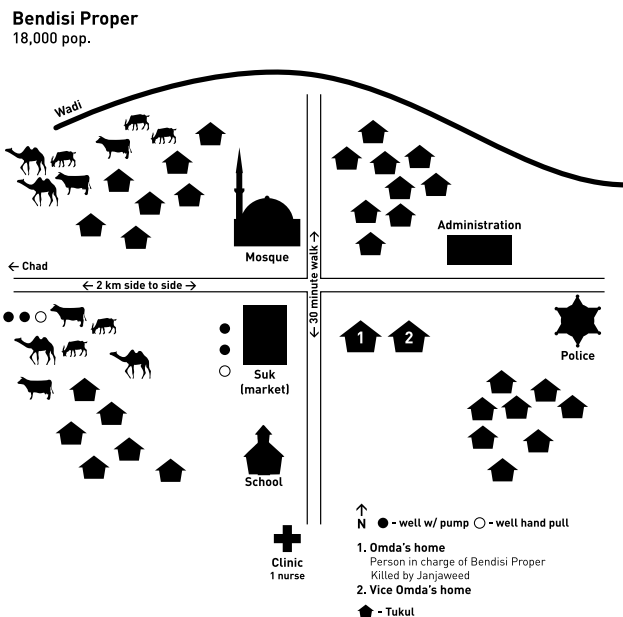 Bendisi Proper
18,000 pop.
Wadi
Administration
Mosque
← Chad
← 2 km side to side →
← 30 minute walk →
1
2
Police
Suk
(market)
School
↑
N
● - well w/ pump ○ - well hand pull
Clinic
1 nurse
1. Omda's home
Person in charge of Bendisi Proper
Killed by Janjaweed
2. Vice Omda's home
- Tukul